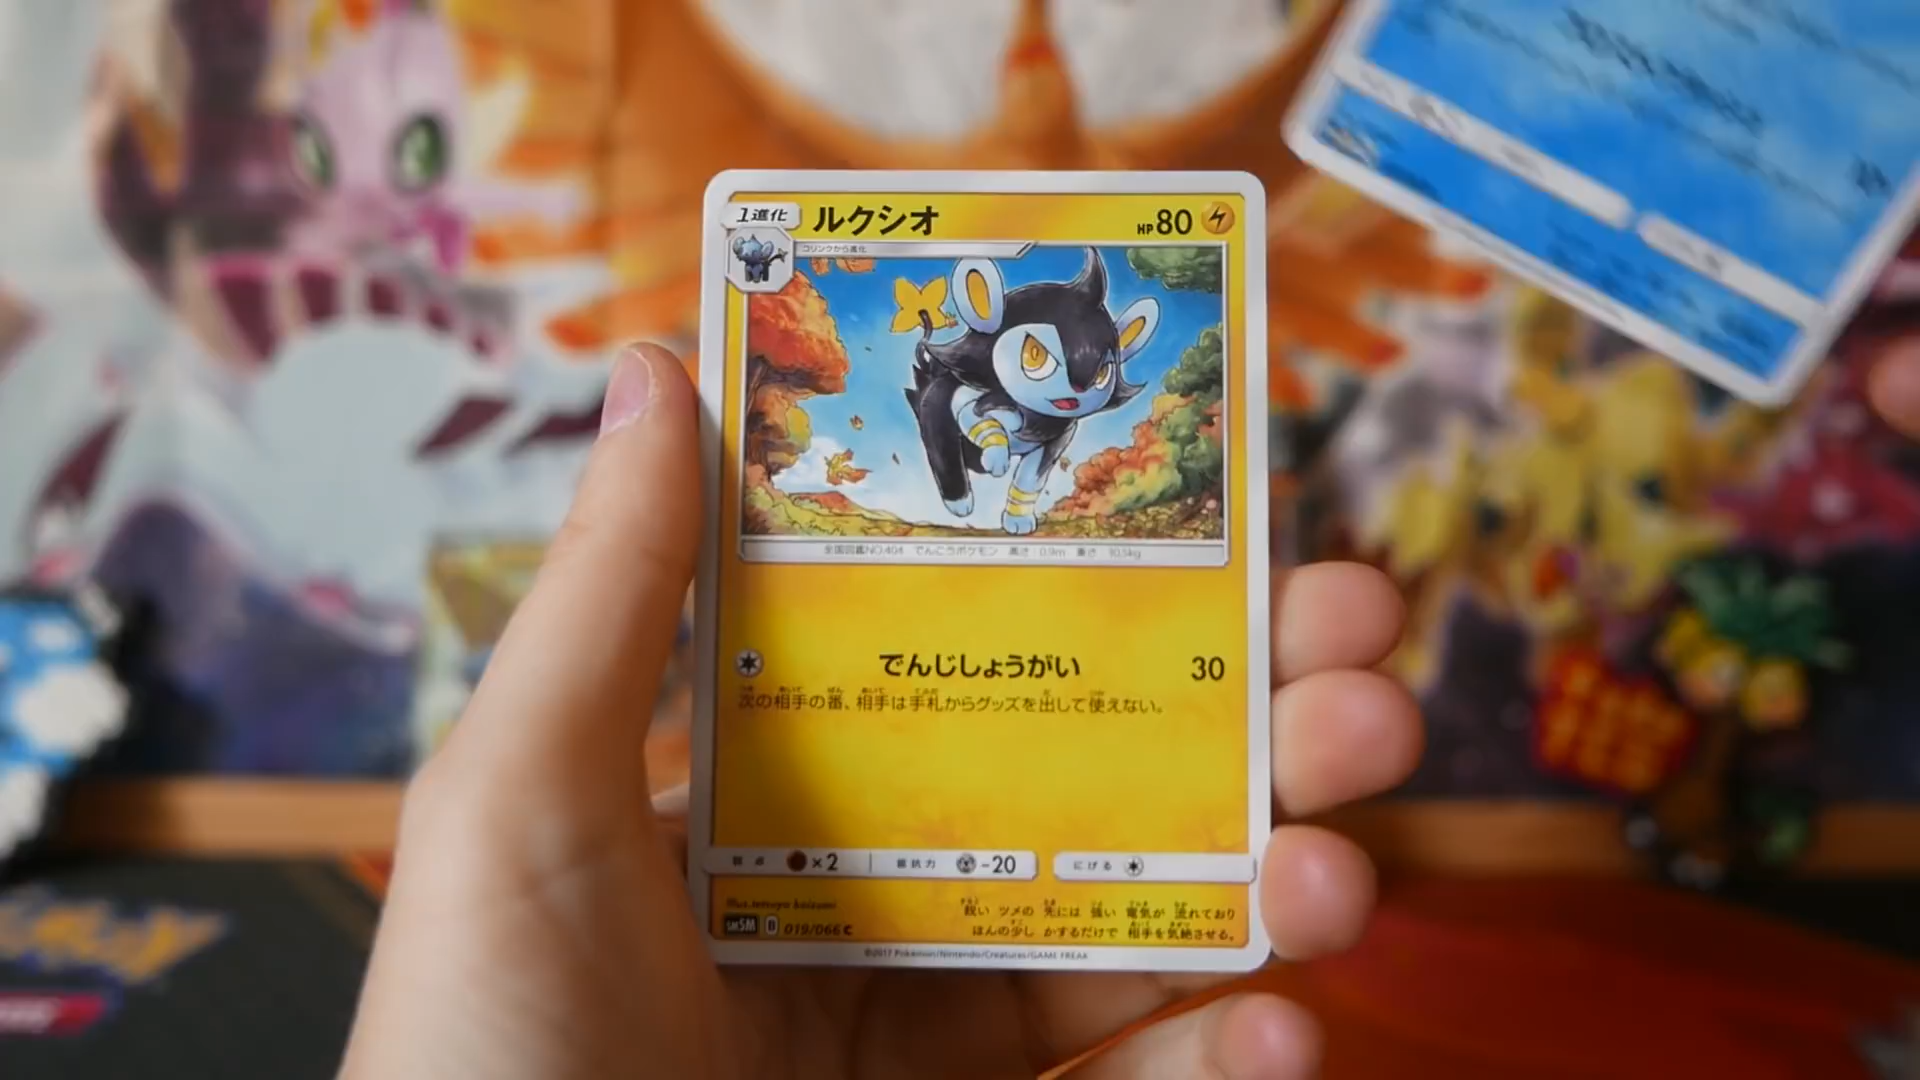 1進化 ルクシオ HP80
コリンクから進化
全国図鑑NO.404 でんこうポケモン 高さ:0.9m 重さ:30.5kg
でんじしょうがい 30
次の相手の番、相手は手札からグッズを出して使えない。
×2 抵抗力 -20 にげる
Illus.tetsuya koizumi
SM5M D 019/066 C
鋭い ツメの 先には 強い 電気が 流れており
ほんの少し かするだけで 相手を気絶させる。
©2017 Pokémon/Nintendo/Creatures/GAME FREAK